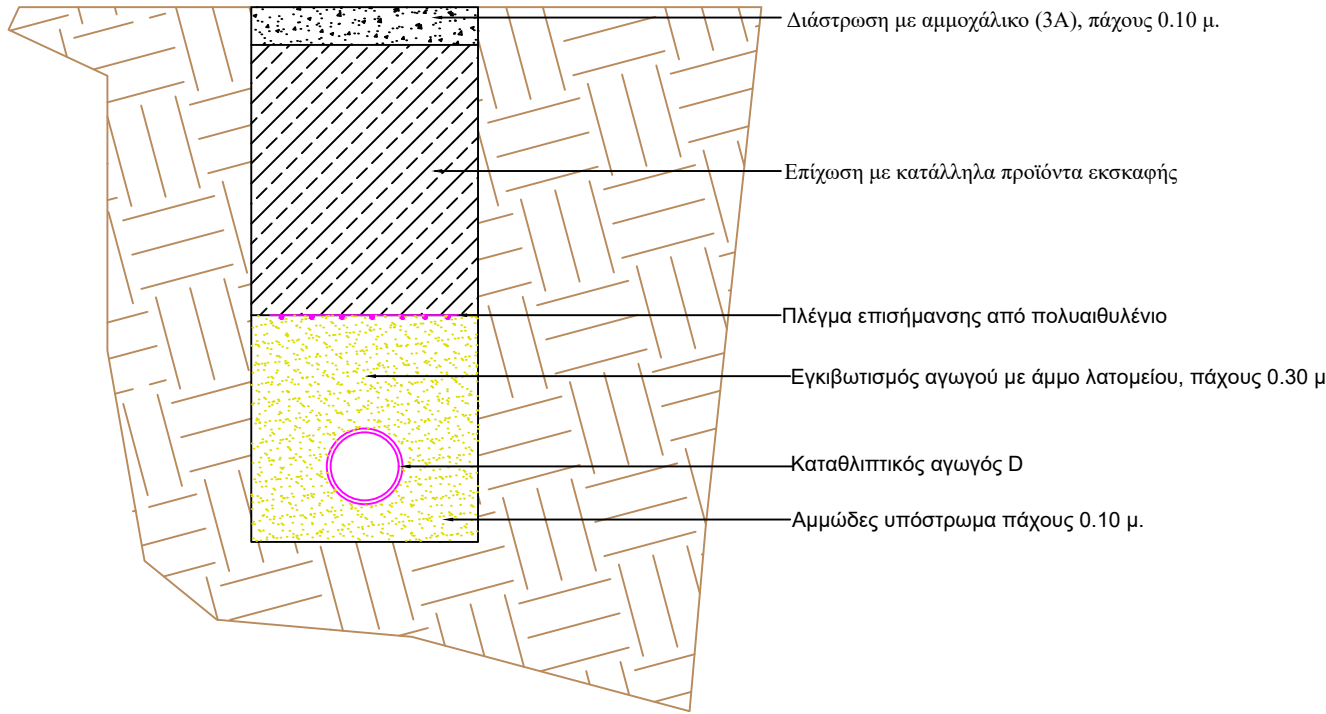 Διάστρωση με αμμοχάλικο (3Α), πάχους 0.10 μ.
Επίχωση με κατάλληλα προϊόντα εκσκαφής
Πλέγμα επισήμανσης από πολυαιθυλένιο
Εγκιβωτισμός αγωγού με άμμο λατομείου, πάχους 0.30 μ
Καταθλιπτικός αγωγός D
Αμμώδες υπόστρωμα πάχους 0.10 μ.